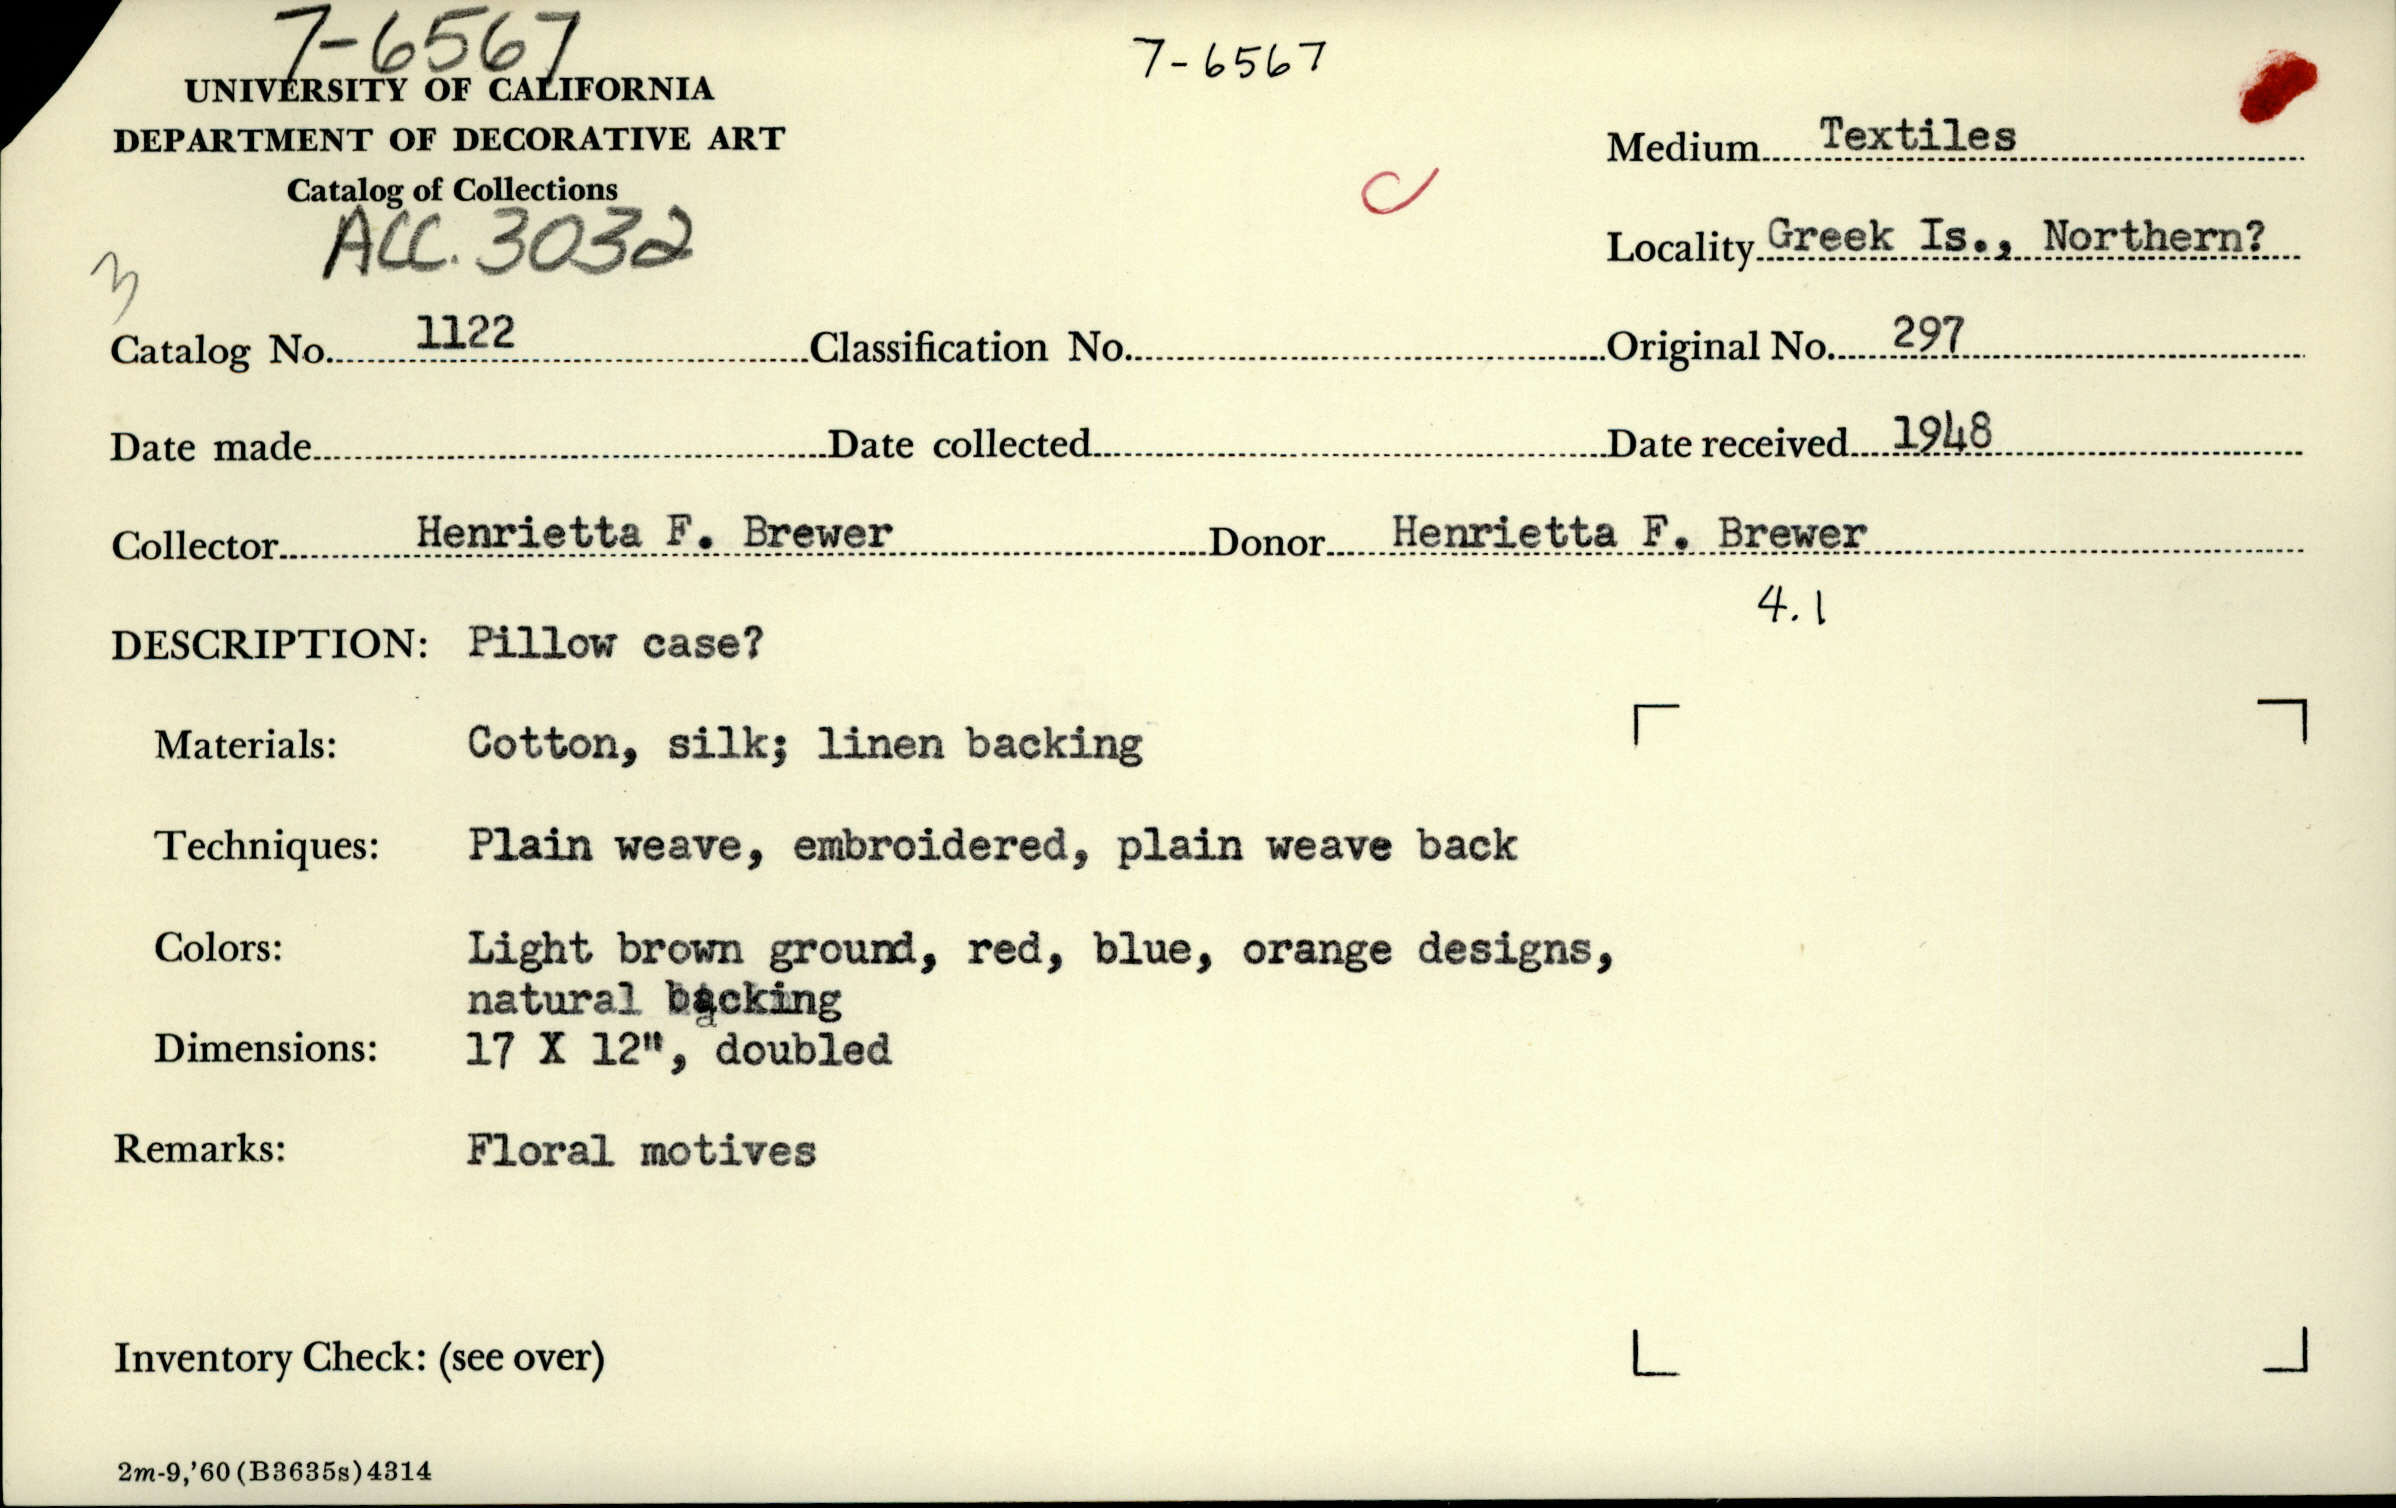 7-6567
7-6567
UNIVERSITY OF CALIFORNIA
DEPARTMENT OF DECORATIVE ART
Catalog of Collections
Medium Textiles
ACC. 3032
Locality Greek Is., Northern?
3
Catalog No. 1122 Classification No. Original No. 297
Date made Date collected Date received 1948
Collector Henrietta F. Brewer Donor Henrietta F. Brewer
4.1
DESCRIPTION: Pillow case?
Materials: Cotton, silk; linen backing
Techniques: Plain weave, embroidered, plain weave back
Colors: Light brown ground, red, blue, orange designs,
natural backing
Dimensions: 17 X 12", doubled
Remarks: Floral motives
Inventory Check: (see over)
2m-9,'60(B3635s)4314